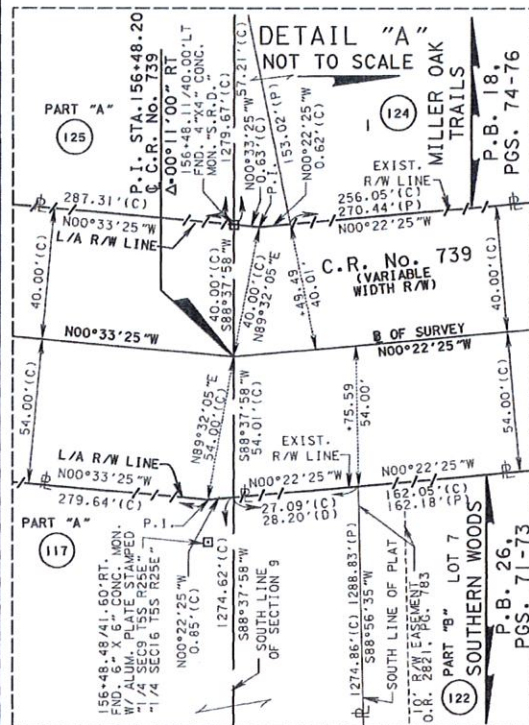 DETAIL "A"
NOT TO SCALE
P.I. STA.156+48.20
₵ C.R. No. 739
Δ=00°11'00" RT
156+48.11/40.00'LT
FND. 4"X4" CONC.
MON. "S.R.D."
1279.67'(C)
N00°33'25"W
0.63'(C)
P.I.
57.21'(C)
153.02'(P)
N00°22'25"W
0.62'(C)
PART "A"
125
124
MILLER OAK
TRAILS
P.B. 18,
PGS. 74-76
287.31'(C)
N00°33'25"W
L/A R/W LINE
EXIST.
R/W LINE
256.05'(C)
270.44'(P)
N00°22'25"W
40.00'(C)
40.00'(C)
S88°37'58"W
40.00'(C)
N89°32'05"E
+49.49
40.01'
C.R. No. 739
(VARIABLE
WIDTH R/W)
40.00'(C)
N00°33'25"W
B OF SURVEY
N00°22'25"W
54.00'(C)
N89°32'05"E
54.00'(C)
S88°37'58"W
54.01'(C)
+75.59
54.00'
54.00'(C)
L/A R/W LINE
N00°33'25"W
279.64'(C)
P.I.
EXIST.
R/W LINE
N00°22'25"W
27.09'(C)
28.20'(D)
N00°22'25"W
162.05'(C)
162.18'(P)
PART "A"
117
156+48.48/41.60'RT.
FND. 6" X 6" CONC. MON.
W/ ALUM. PLATE STAMPED
"1/4 SEC9 T5S R25E"
"1/4 SEC16 T5S R25E"
N00°22'25"W
0.85'(C)
1274.62'(C)
S88°37'58"W
SOUTH LINE
OF SECTION 9
1274.86'(C) 1288.83'(P)
S88°56'35"W
SOUTH LINE OF PLAT
10' R/W EASEMENT
O.R. 2821, PG. 783
PART "B" LOT 7
122
SOUTHERN WOODS
P.B. 26,
PGS. 71-73